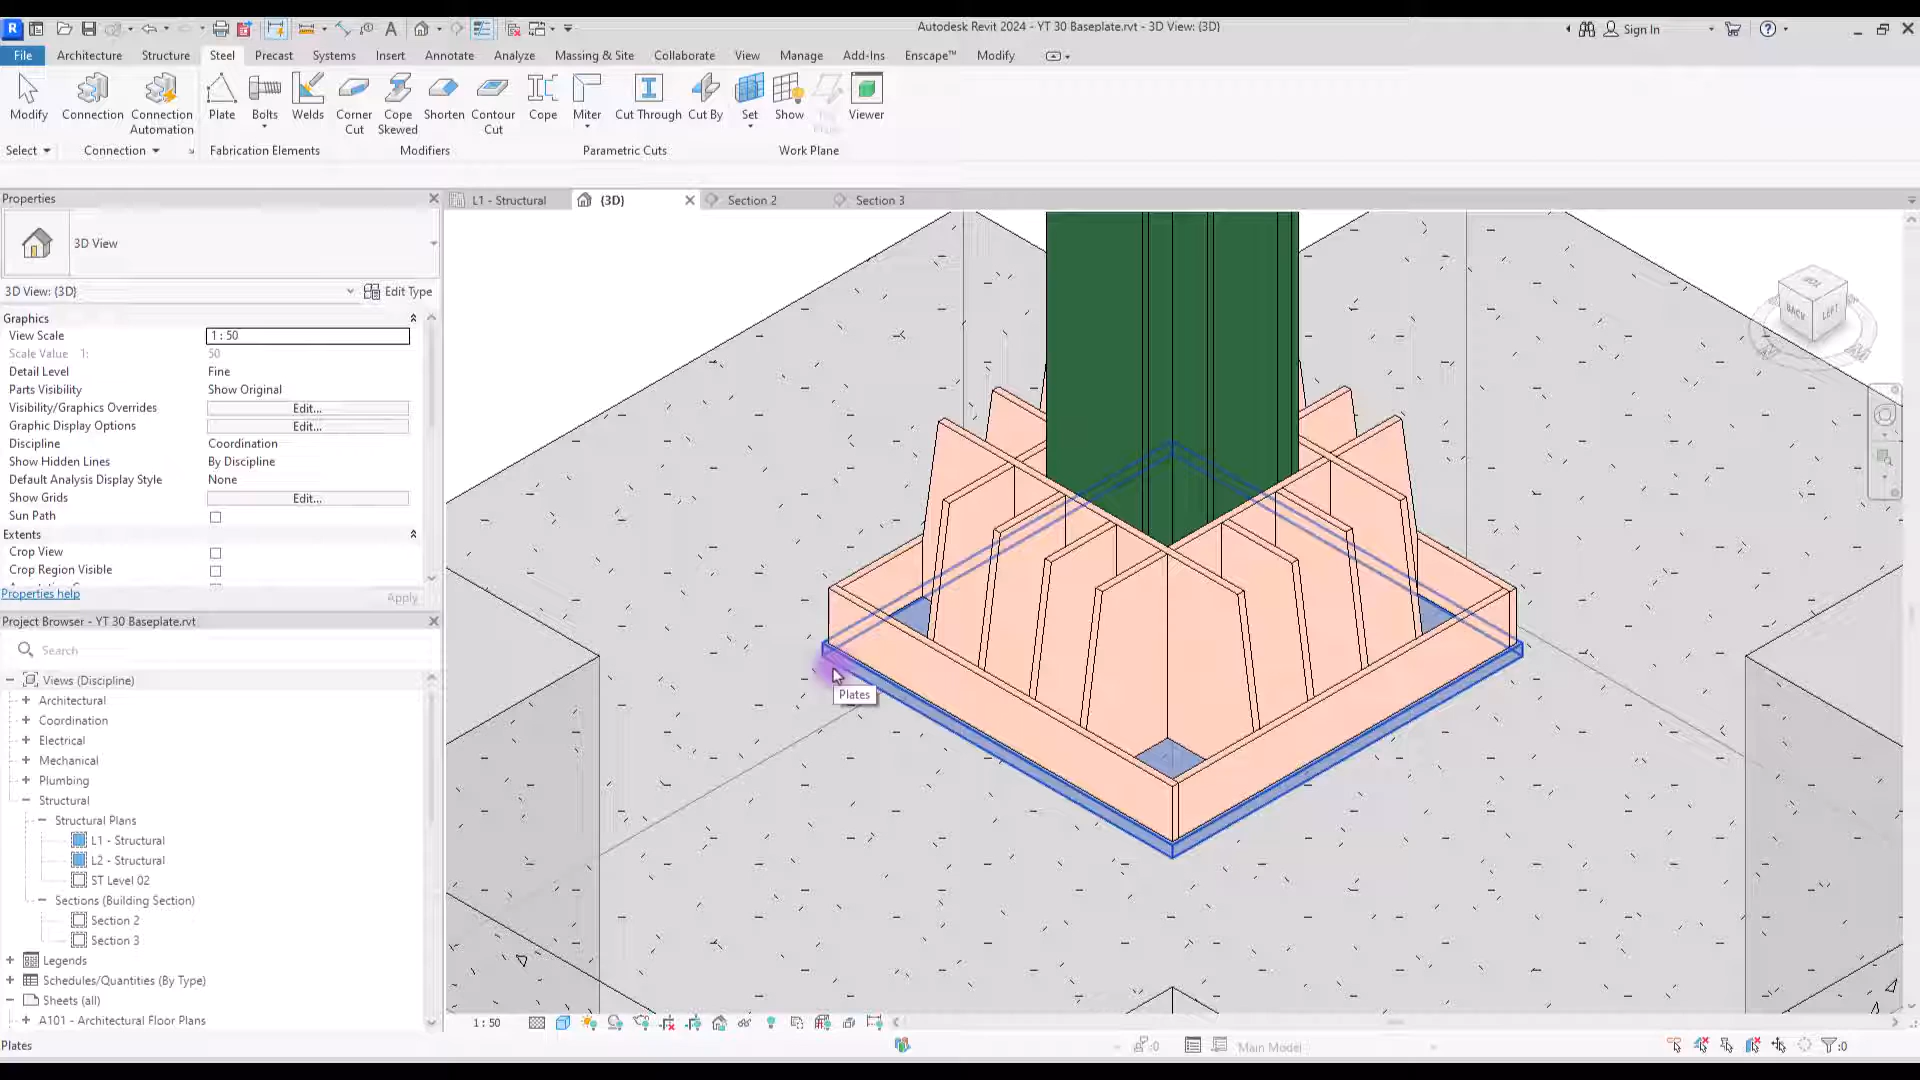 Autodesk Revit 2024 - YT 30 Baseplate.rvt - 3D View: {3D}
Sign In
File Architecture Structure Steel Precast Systems Insert Annotate Analyze Massing & Site Collaborate View Manage Add-Ins Enscape™ Modify
Modify Connection Connection Automation Plate Bolts Welds Corner Cut Cope Skewed Shorten Contour Cut Cope Miter Cut Through Cut By Set Show Viewer
Select Connection Fabrication Elements Modifiers Parametric Cuts Work Plane
Properties
L1 - Structural {3D} Section 2 Section 3
3D View
3D View: {3D} Edit Type
Graphics
View Scale 1 : 50
Scale Value 1: 50
Detail Level Fine
Parts Visibility Show Original
Visibility/Graphics Overrides Edit...
Graphic Display Options Edit...
Discipline Coordination
Show Hidden Lines By Discipline
Default Analysis Display Style None
Show Grids Edit...
Sun Path
Extents
Crop View
Crop Region Visible
Properties help Apply
Project Browser - YT 30 Baseplate.rvt
Search
Views (Discipline)
Architectural
Coordination
Electrical
Mechanical
Plumbing
Structural
Structural Plans
L1 - Structural
L2 - Structural
ST Level 02
Sections (Building Section)
Section 2
Section 3
Legends
Schedules/Quantities (By Type)
Sheets (all)
A101 - Architectural Floor Plans
BACK LEFT
Plates
1 : 50
Plates
:0
Main Model
:0